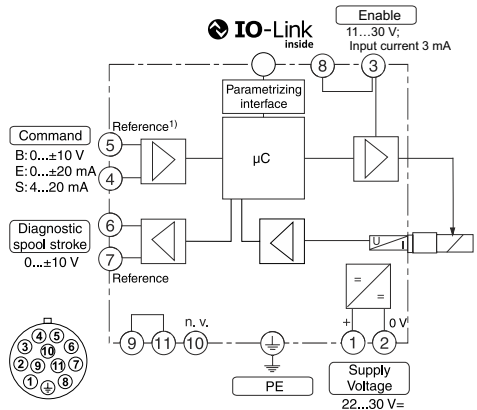 IO-Link
inside
Enable
11...30 V;
Input current 3 mA
8
3
Parametrizing
interface
Reference1)
5
Command
B: 0...±10 V
E: 0...±20 mA
S: 4...20 mA
4
µC
6
Diagnostic
spool stroke
0...±10 V
7
Reference
U
I
=
=
n. v.
+
0 V
9
11
10
1
2
PE
Supply
Voltage
22...30 V=
4
5
3
10
6
2
9
11
7
1
8